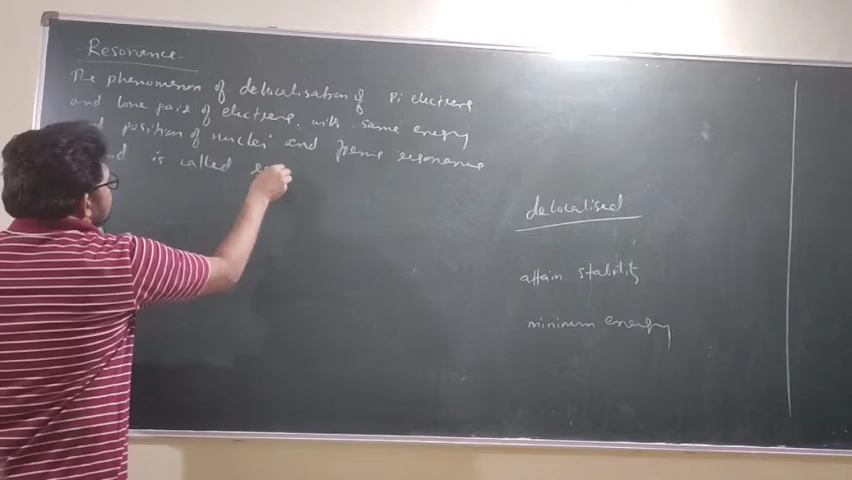 Resonance.
The phenomenon of delocalisation of Pi electrons
and lone pair of electrons, with same energy
position of nuclei and forms resonance
is called
delocalised
attain stability
minimum energy